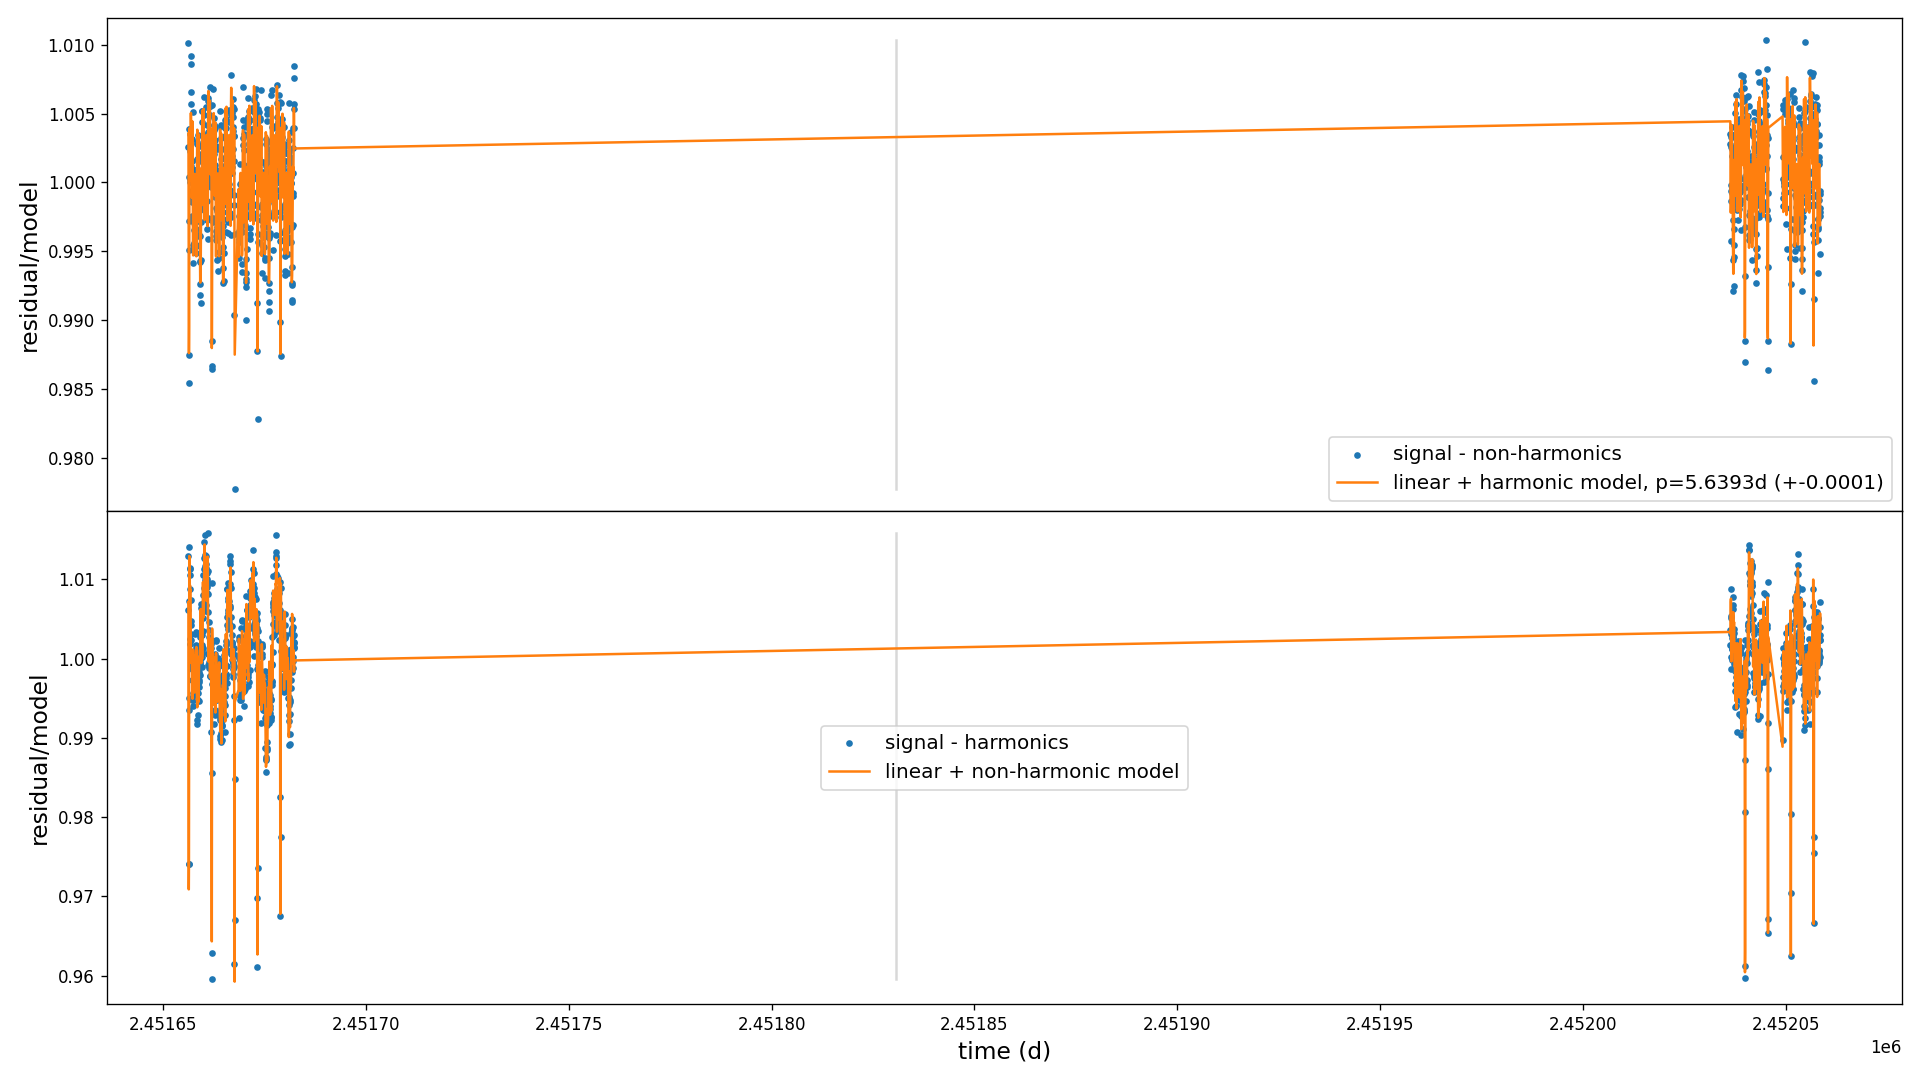 1.010
1.005
1.000
0.995
0.990
0.985
0.980
residual/model
signal - non-harmonics
linear + harmonic model, p=5.6393d (+-0.0001)
1.01
1.00
0.99
0.98
0.97
0.96
residual/model
signal - harmonics
linear + non-harmonic model
2.45165 2.45170 2.45175 2.45180 2.45185 2.45190 2.45195 2.45200 2.45205
time (d)
1e6